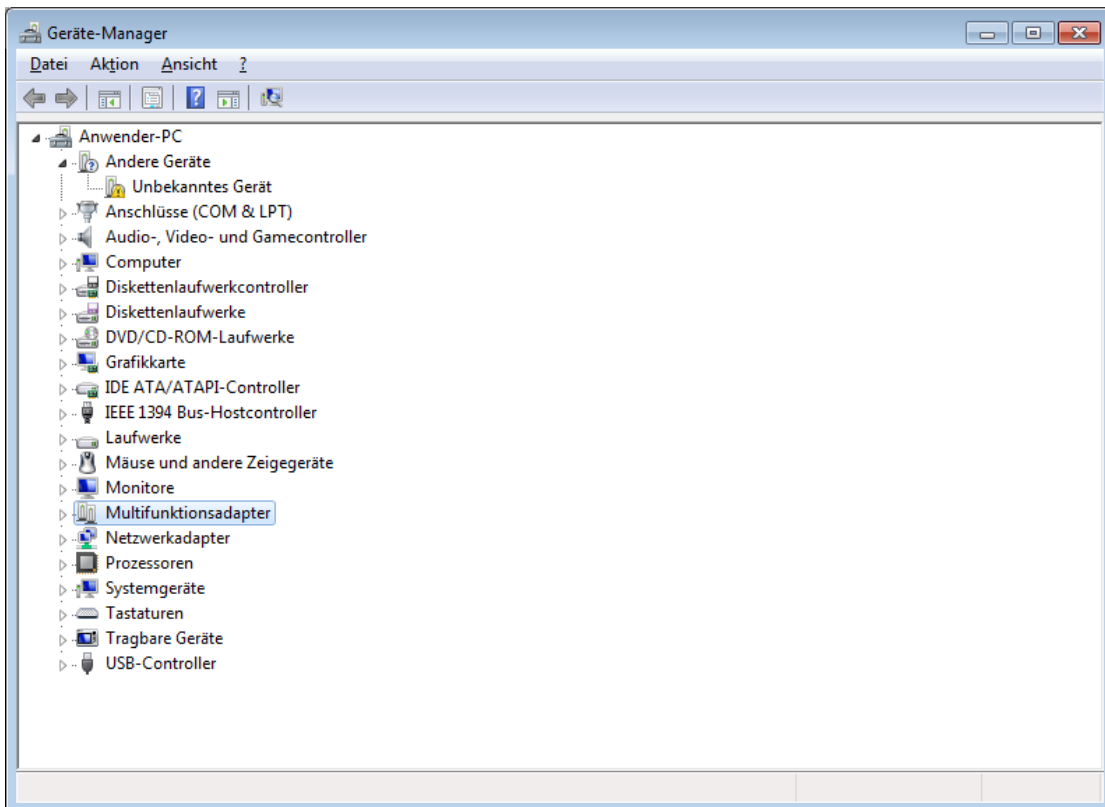 Geräte-Manager
Datei Aktion Ansicht ?
Anwender-PC
Andere Geräte
Unbekanntes Gerät
Anschlüsse (COM & LPT)
Audio-, Video- und Gamecontroller
Computer
Diskettenlaufwerkcontroller
Diskettenlaufwerke
DVD/CD-ROM-Laufwerke
Grafikkarte
IDE ATA/ATAPI-Controller
IEEE 1394 Bus-Hostcontroller
Laufwerke
Mäuse und andere Zeigegeräte
Monitore
Multifunktionsadapter
Netzwerkadapter
Prozessoren
Systemgeräte
Tastaturen
Tragbare Geräte
USB-Controller